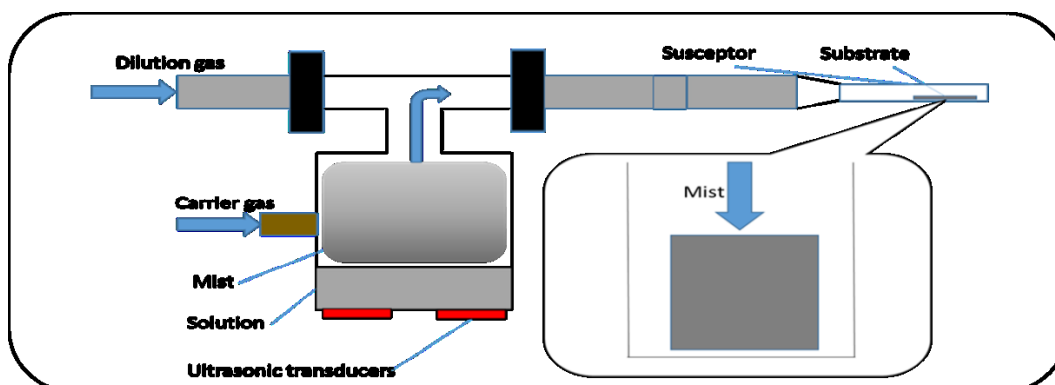 Susceptor Substrate
Dilution gas
Mist
Carrier gas
Mist
Solution
Ultrasonic transducers